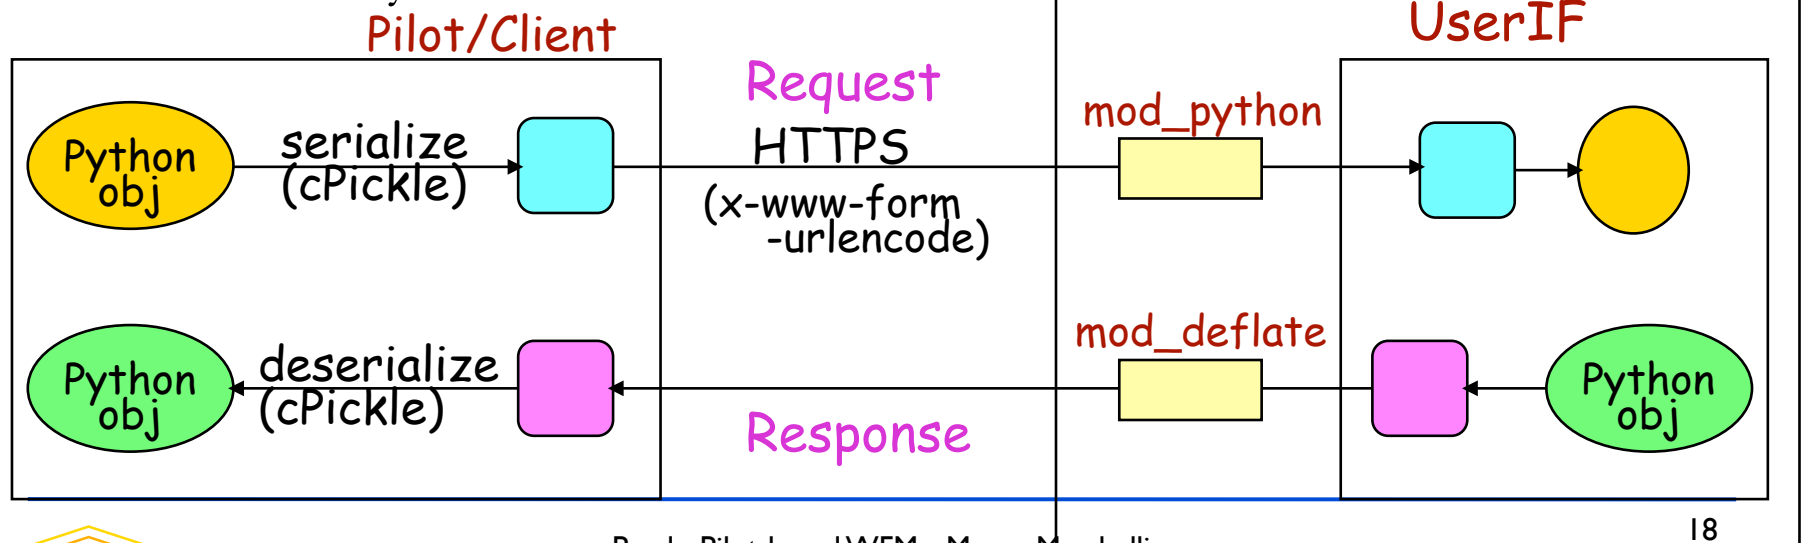 Pilot/Client
UserIF
Request
mod_python
Python
obj
serialize
(cPickle)
HTTPS
(x-www-form
-urlencode)
mod_deflate
Python
obj
deserialize
(cPickle)
Response
Python
obj
18